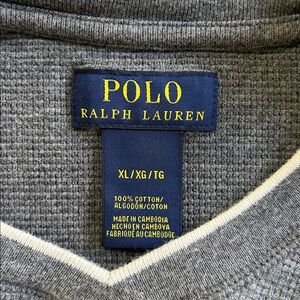 POLO
RALPH LAUREN
XL/XG/TG
100% COTTON/
ALGODÓN/COTON
MADE IN CAMBODIA
HECHO EN CAMBOYA
FABRIQUÉ AU CAMBODGE